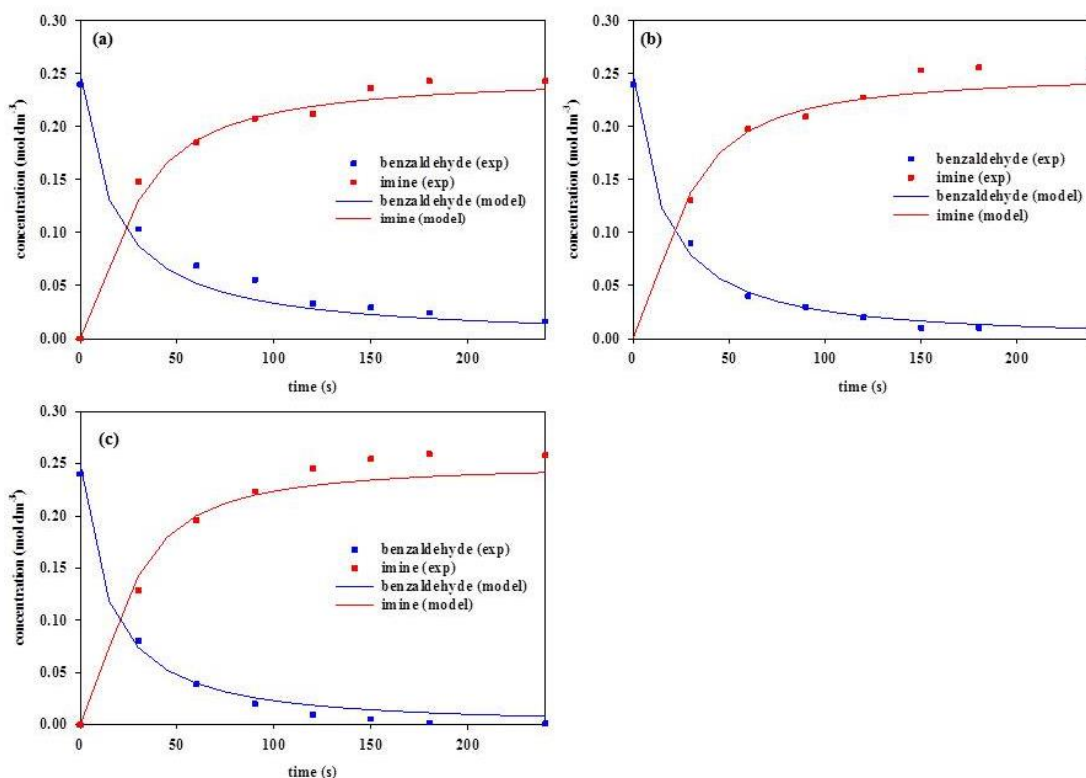 (a)
concentration (mol dm-3)
0.30
0.25
0.20
0.15
0.10
0.05
0.00
benzaldehyde (exp)
imine (exp)
benzaldehyde (model)
imine (model)
0 50 100 150 200
time (s)
(b)
concentration (mol dm-3)
0.30
0.25
0.20
0.15
0.10
0.05
0.00
benzaldehyde (exp)
imine (exp)
benzaldehyde (model)
imine (model)
0 50 100 150 200
time (s)
(c)
concentration (mol dm-3)
0.30
0.25
0.20
0.15
0.10
0.05
0.00
benzaldehyde (exp)
imine (exp)
benzaldehyde (model)
imine (model)
0 50 100 150 200
time (s)